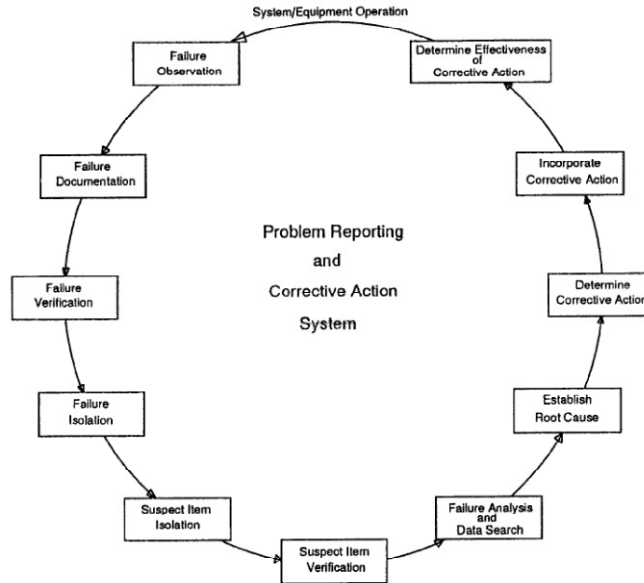 System/Equipment Operation
Failure
Observation
Determine Effectiveness
of
Corrective Action
Failure
Documentation
Incorporate
Corrective Action
Problem Reporting
and
Corrective Action
System
Failure
Verification
Determine
Corrective Action
Failure
Isolation
Establish
Root Cause
Suspect Item
Isolation
Failure Analysis
and
Data Search
Suspect Item
Verification